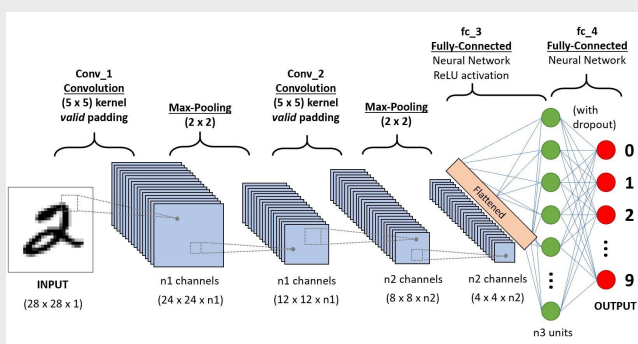 fc_3
Fully-Connected
Neural Network
ReLU activation
fc_4
Fully-Connected
Neural Network
Conv_1
Convolution
(5 x 5) kernel
valid padding
Max-Pooling
(2 x 2)
Conv_2
Convolution
(5 x 5) kernel
valid padding
Max-Pooling
(2 x 2)
(with
dropout)
Flattened
0
1
2
9
INPUT
(28 x 28 x 1)
n1 channels
(24 x 24 x n1)
n1 channels
(12 x 12 x n1)
n2 channels
(8 x 8 x n2)
n2 channels
(4 x 4 x n2)
OUTPUT
n3 units
2